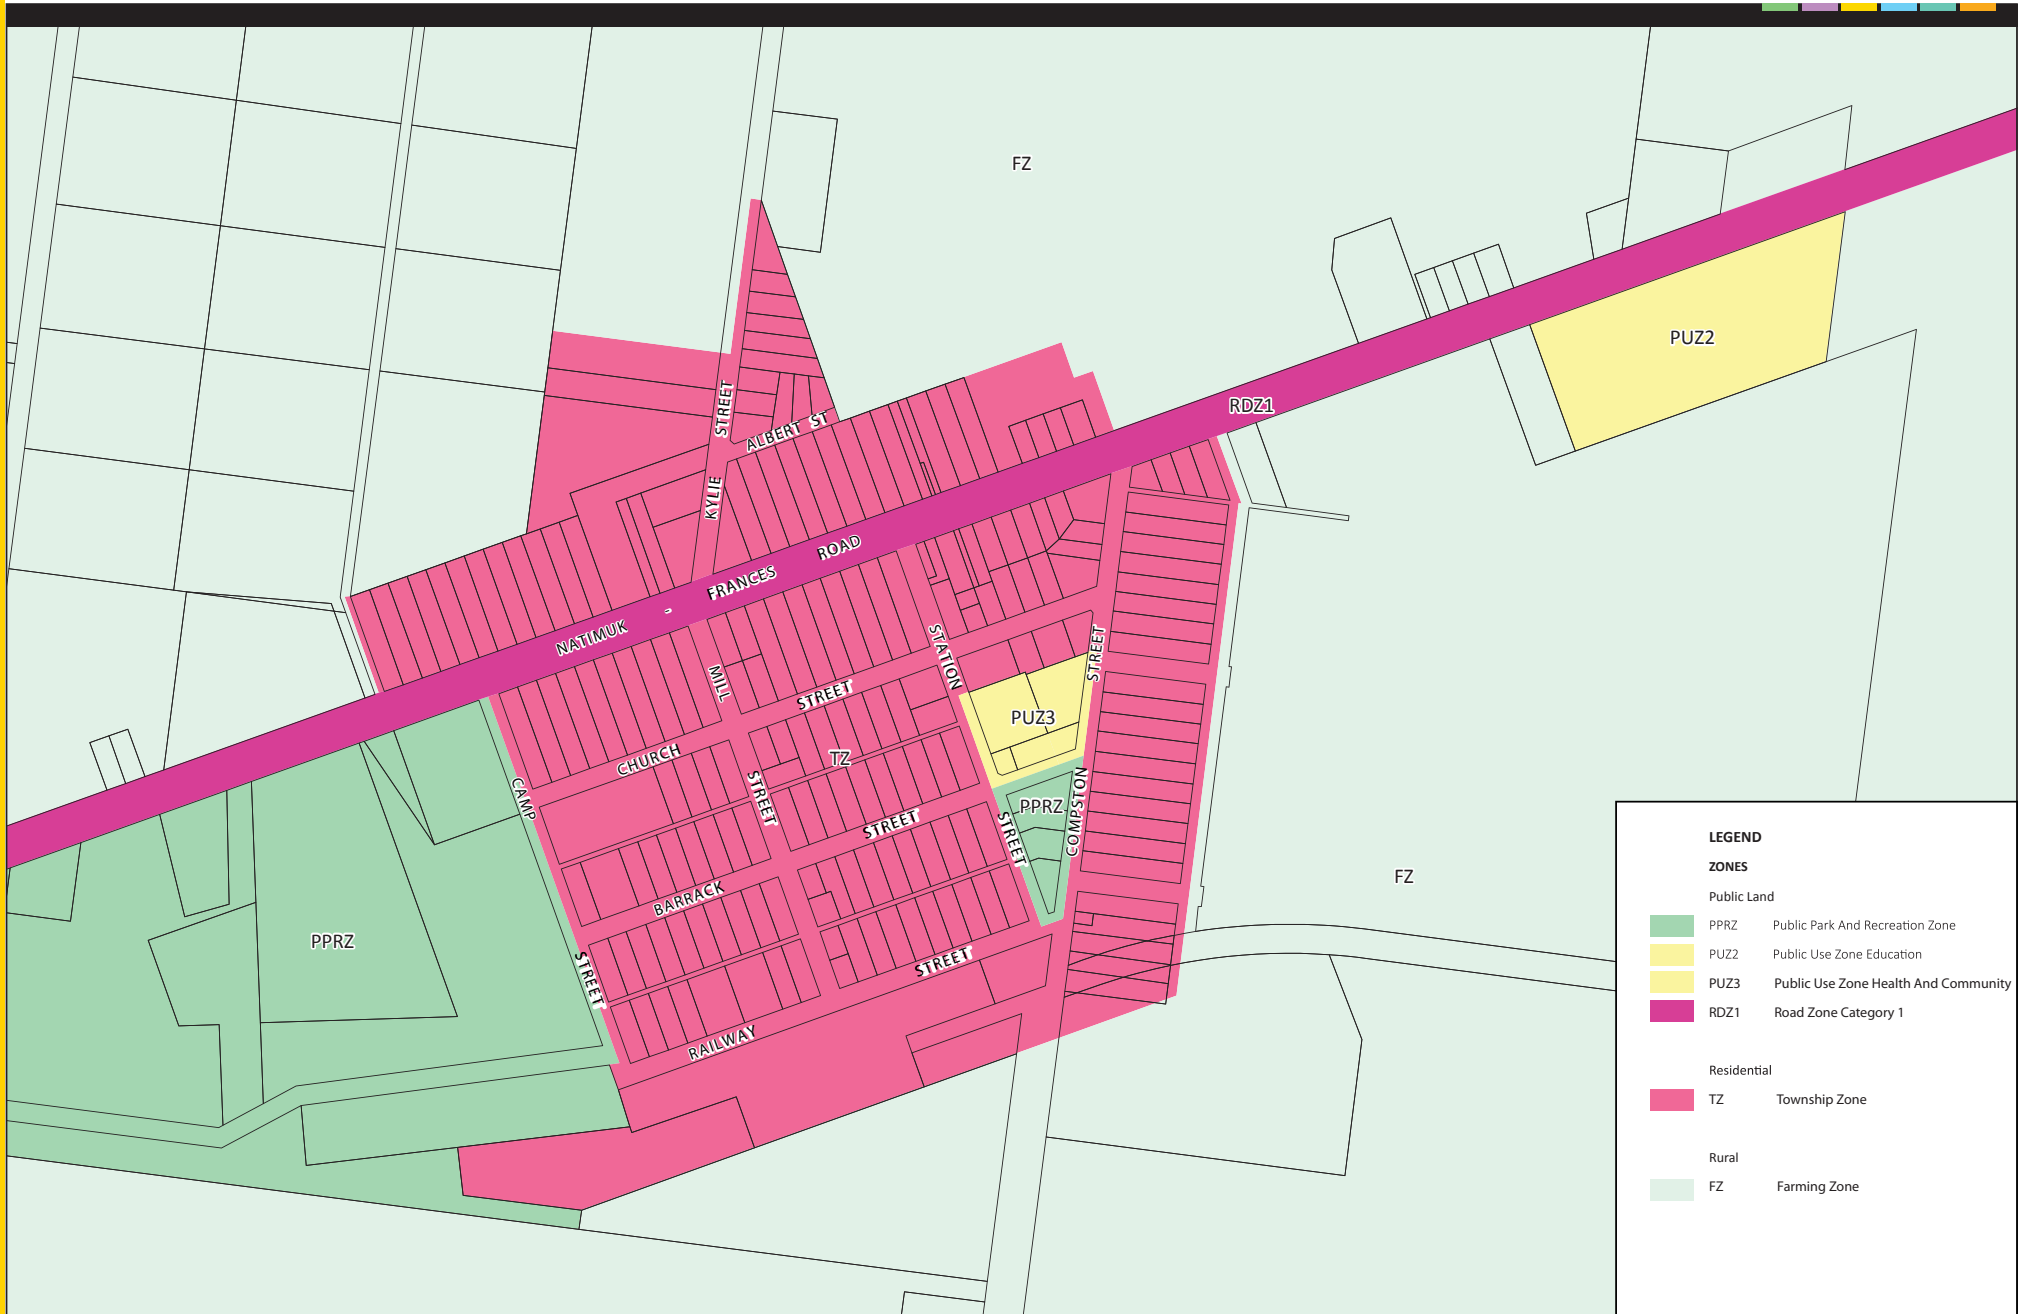 FZ
PUZ2
RDZ1
STREET
ALBERT ST
KYLIE
NATIMUK - FRANCES ROAD
STATION
STREET
MILL
STREET
PUZ3
CHURCH
TZ
CAMP
STREET
PPRZ
COMPSTON
STREET
STREET
BARRACK
FZ
PPRZ
STREET
STREET
RAILWAY
LEGEND
ZONES
Public Land
PPRZ Public Park And Recreation Zone
PUZ2 Public Use Zone Education
PUZ3 Public Use Zone Health And Community
RDZ1 Road Zone Category 1
Residential
TZ Township Zone
Rural
FZ Farming Zone